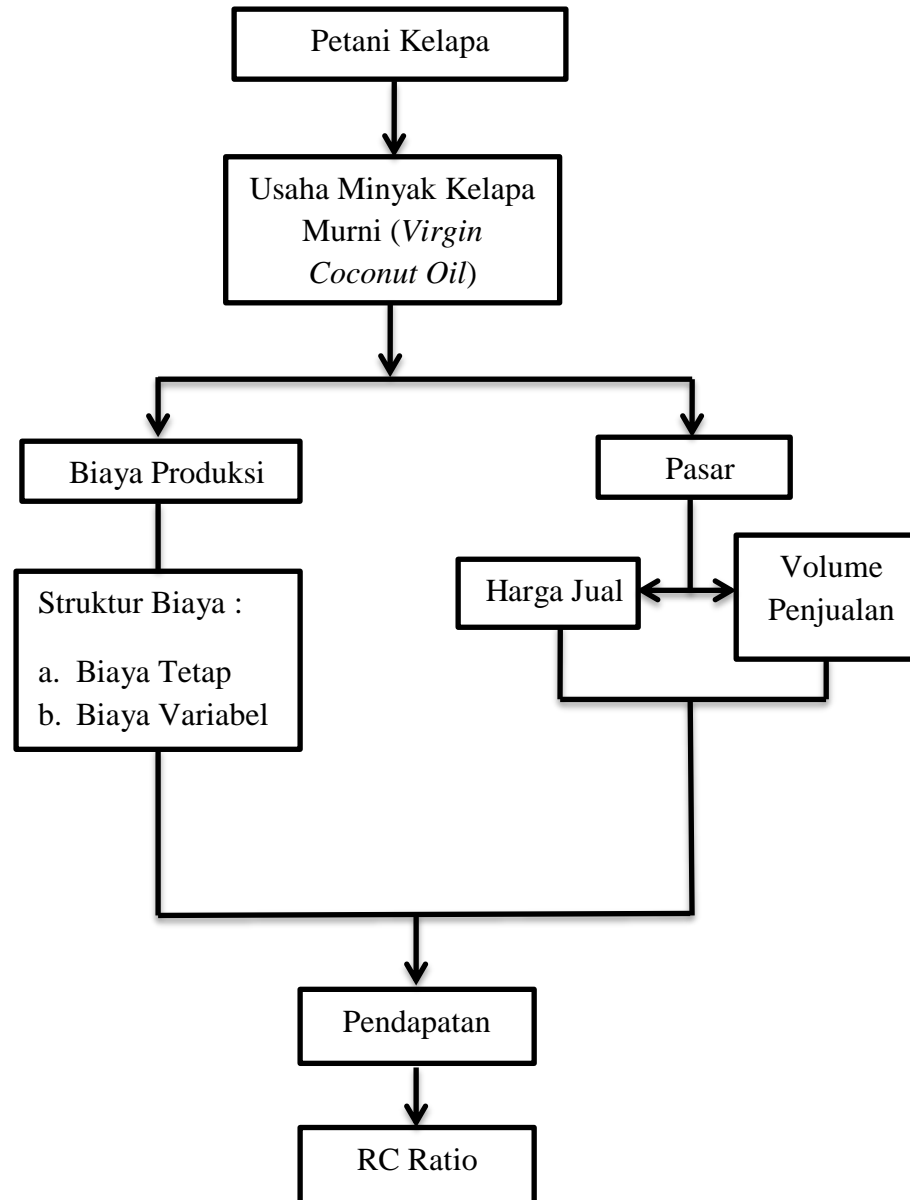 Petani Kelapa
Usaha Minyak Kelapa
Murni (Virgin
Coconut Oil)
Biaya Produksi
Pasar
Struktur Biaya :
a. Biaya Tetap
b. Biaya Variabel
Harga Jual
Volume
Penjualan
Pendapatan
RC Ratio